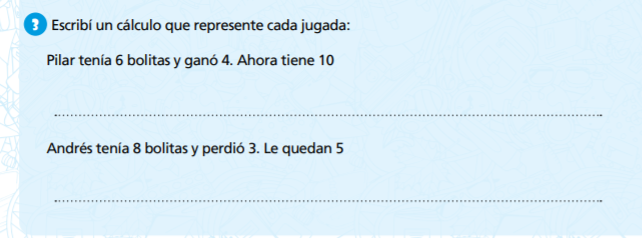 3 Escribí un cálculo que represente cada jugada:
Pilar tenía 6 bolitas y ganó 4. Ahora tiene 10
Andrés tenía 8 bolitas y perdió 3. Le quedan 5